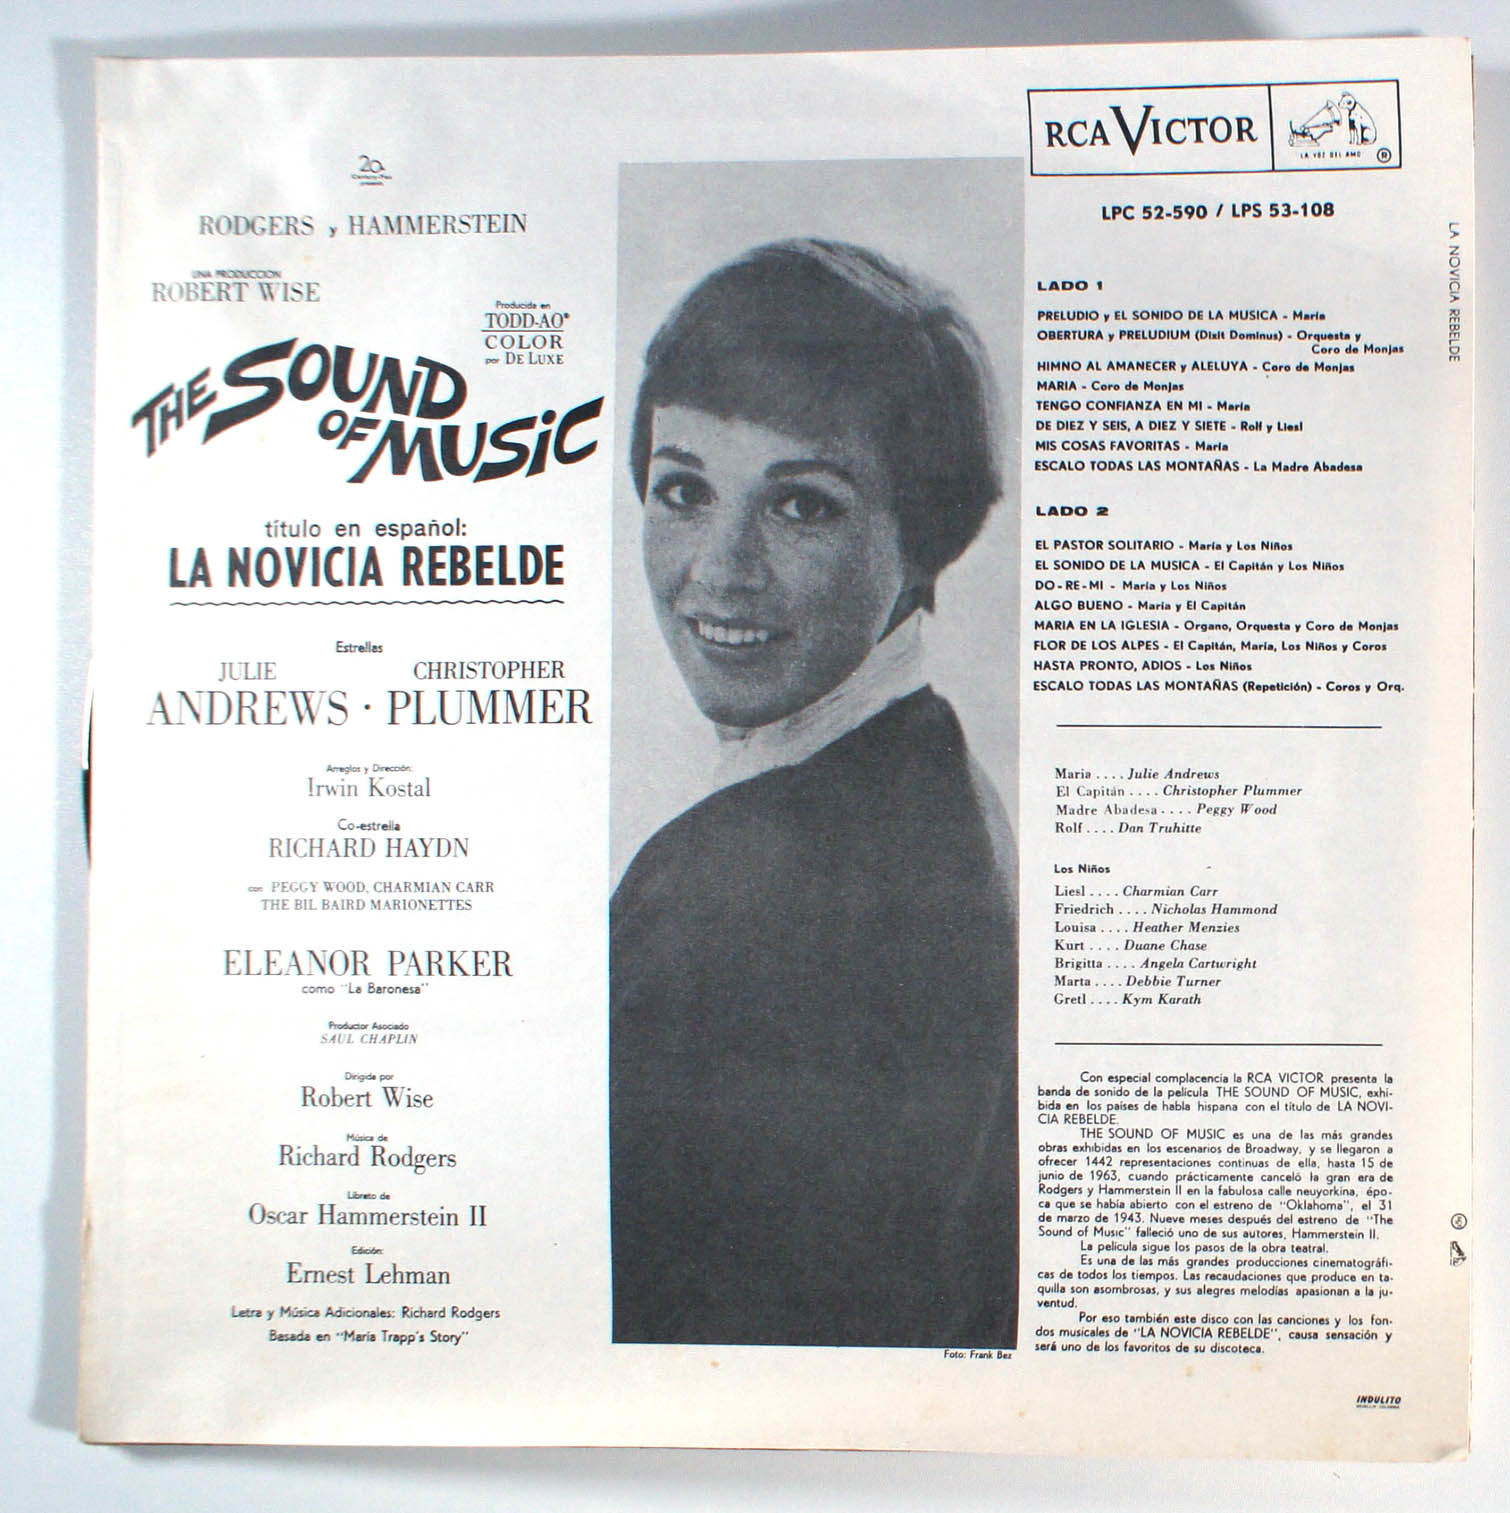 20
Century-Fox
presenta
RODGERS y HAMMERSTEIN
UNA PRODUCCION
ROBERT WISE
Producida en
TODD-AO®
COLOR
por DE LUXE
THE SOUND
OF MUSIC
título en español:
LA NOVICIA REBELDE
Estrellas
JULIE CHRISTOPHER
ANDREWS · PLUMMER
Arreglos y Dirección:
Irwin Kostal
Co-estrella
RICHARD HAYDN
con PEGGY WOOD, CHARMIAN CARR
THE BIL BAIRD MARIONETTES
ELEANOR PARKER
como "La Baronesa"
Productor Asociado
SAUL CHAPLIN
Dirigida por
Robert Wise
Música de
Richard Rodgers
Libreto de
Oscar Hammerstein II
Edición:
Ernest Lehman
Letra y Música Adicionales: Richard Rodgers
Basada en "María Trapp's Story"
Foto: Frank Bez
RCA VICTOR
LA VOZ DEL AMO ®
LPC 52-590 / LPS 53-108
LADO 1
PRELUDIO y EL SONIDO DE LA MUSICA - María
OBERTURA y PRELUDIUM (Dixit Dominus) - Orquesta y
Coro de Monjas
HIMNO AL AMANECER y ALELUYA - Coro de Monjas
MARIA - Coro de Monjas
TENGO CONFIANZA EN MI - María
DE DIEZ Y SEIS, A DIEZ Y SIETE - Rolf y Liesl
MIS COSAS FAVORITAS - María
ESCALO TODAS LAS MONTAÑAS - La Madre Abadesa
LADO 2
EL PASTOR SOLITARIO - María y Los Niños
EL SONIDO DE LA MUSICA - El Capitán y Los Niños
DO-RE-MI - María y Los Niños
ALGO BUENO - María y El Capitán
MARIA EN LA IGLESIA - Organo, Orquesta y Coro de Monjas
FLOR DE LOS ALPES - El Capitán, María, Los Niños y Coros
HASTA PRONTO, ADIOS - Los Niños
ESCALO TODAS LAS MONTAÑAS (Repetición) - Coros y Orq.
Maria .... Julie Andrews
El Capitán .... Christopher Plummer
Madre Abadesa .... Peggy Wood
Rolf .... Dan Truhitte
Los Niños
Liesl .... Charmian Carr
Friedrich .... Nicholas Hammond
Louisa .... Heather Menzies
Kurt .... Duane Chase
Brigitta .... Angela Cartwright
Marta .... Debbie Turner
Gretl .... Kym Karath
Con especial complacencia la RCA VICTOR presenta la
banda de sonido de la película THE SOUND OF MUSIC, exhi-
bida en los países de habla hispana con el título de LA NOVI-
CIA REBELDE.
THE SOUND OF MUSIC es una de las más grandes
obras exhibidas en los escenarios de Broadway, y se llegaron a
ofrecer 1442 representaciones continuas de ella, hasta 15 de
junio de 1963, cuando prácticamente canceló la gran era de
Rodgers y Hammerstein II en la fabulosa calle neuyorkina, épo-
ca que se había abierto con el estreno de "Oklahoma", el 31
de marzo de 1943. Nueve meses después del estreno de "The
Sound of Music" falleció uno de sus autores, Hammerstein II.
La película sigue los pasos de la obra teatral.
Es una de las más grandes producciones cinematográfi-
cas de todos los tiempos. Las recaudaciones que produce en ta-
quilla son asombrosas, y sus alegres melodías apasionan a la ju-
ventud.
Por eso también este disco con las canciones y los fon-
dos musicales de "LA NOVICIA REBELDE", causa sensación y
será uno de los favoritos de su discoteca.
INDULITO
LA NOVICIA REBELDE